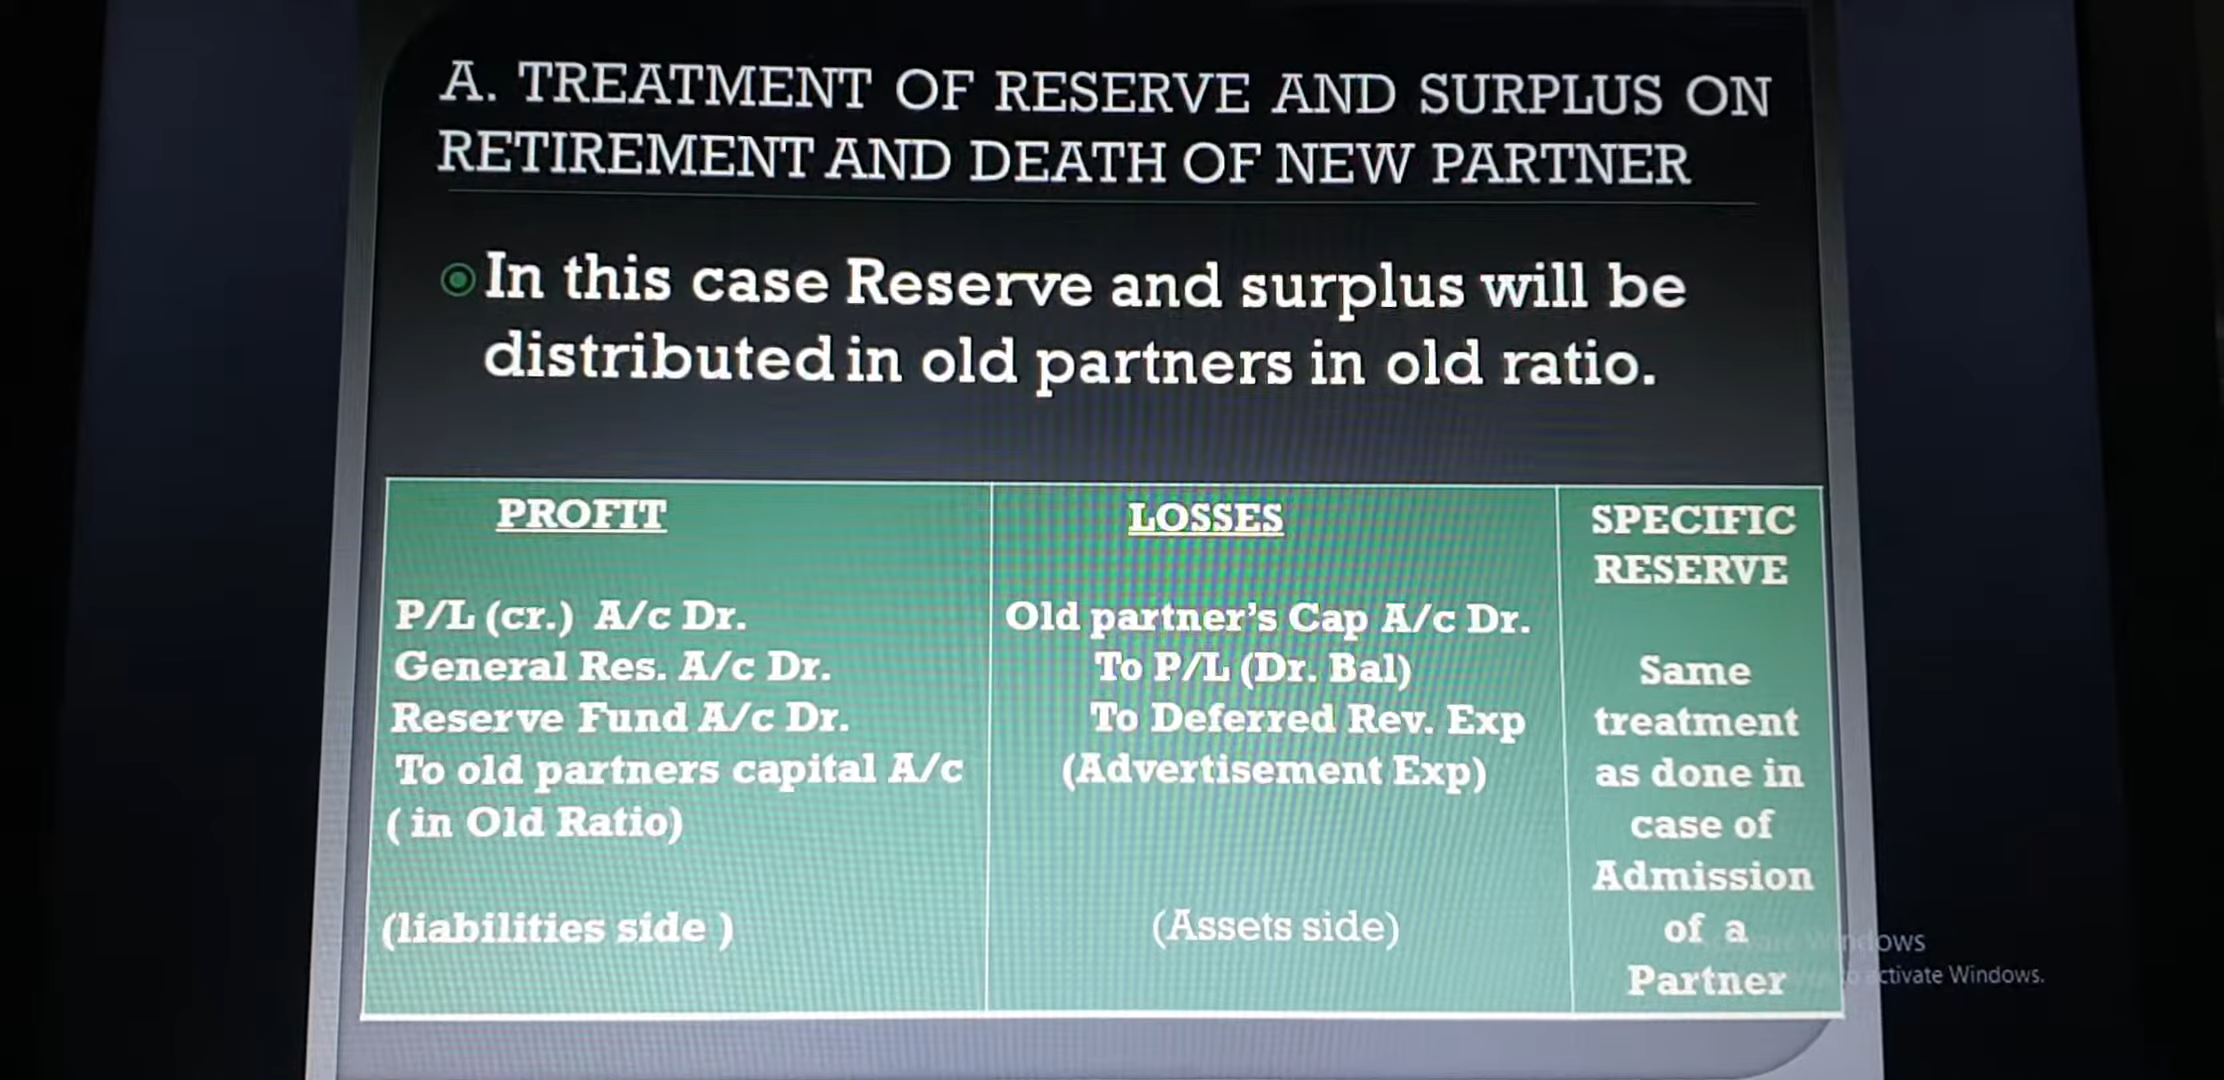 A. TREATMENT OF RESERVE AND SURPLUS ON
RETIREMENT AND DEATH OF NEW PARTNER
In this case Reserve and surplus will be
distributed in old partners in old ratio.
PROFIT
P/L (cr.) A/c Dr.
General Res. A/c Dr.
Reserve Fund A/c Dr.
To old partners capital A/c
( in Old Ratio)
(liabilities side )
LOSSES
Old partner's Cap A/c Dr.
To P/L (Dr. Bal)
To Deferred Rev. Exp
(Advertisement Exp)
(Assets side)
SPECIFIC
RESERVE
Same
treatment
as done in
case of
Admission
of a
Partner
Windows
activate Windows.